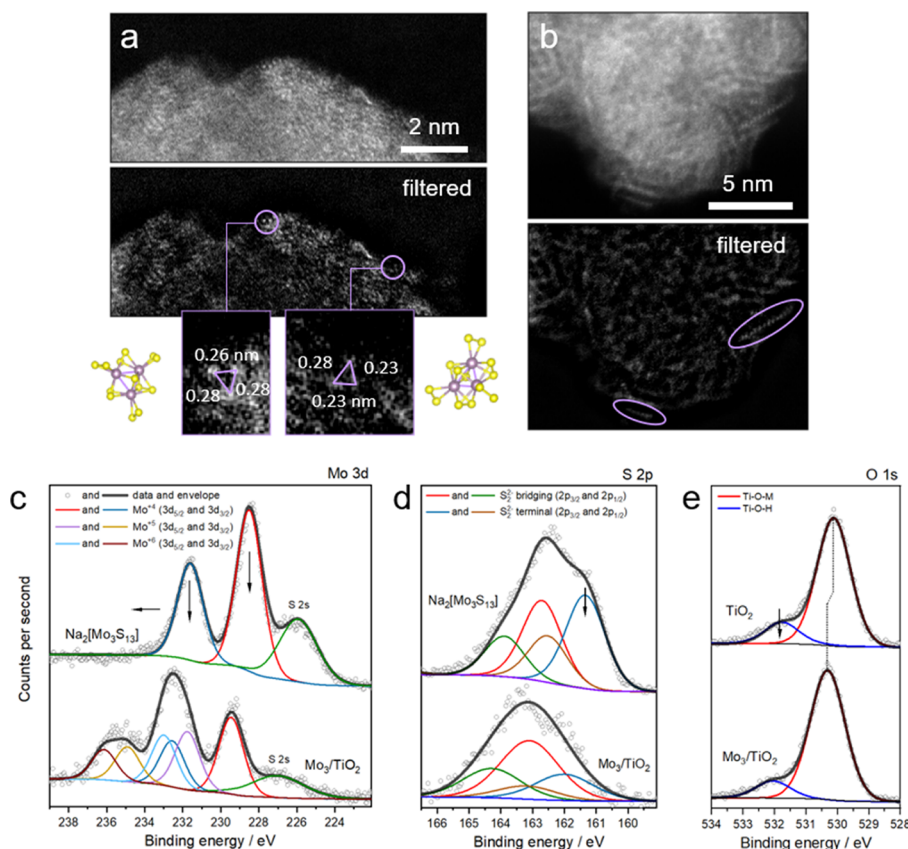 a
2 nm
filtered
0.26 nm
0.28
0.28
0.28
0.23
0.23 nm
b
5 nm
filtered
c
Mo 3d
and data and envelope
and Mo+4 (3d5/2 and 3d3/2)
and Mo+5 (3d5/2 and 3d3/2)
and Mo+6 (3d5/2 and 3d3/2)
S 2s
Na2[Mo3S13]
S 2s
Mo3/TiO2
Counts per second
238 236 234 232 230 228 226 224
Binding energy / eV
d
S 2p
and S2 2- bridging (2p3/2 and 2p1/2)
and S2 2- terminal (2p3/2 and 2p1/2)
Na2[Mo3S13]
Mo3/TiO2
166 165 164 163 162 161 160
Binding energy / eV
e
O 1s
Ti-O-M
Ti-O-H
TiO2
Mo3/TiO2
534 533 532 531 530 529 528
Binding energy / eV